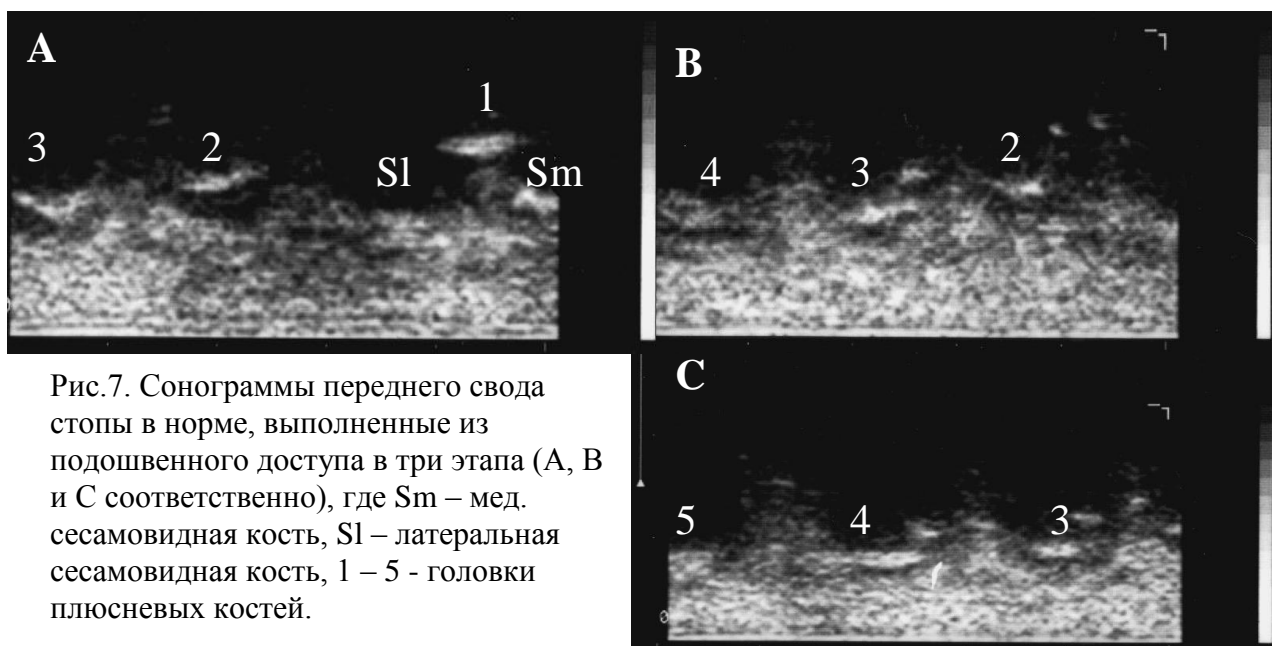 A
1
3
2
Sl
Sm
B
4
3
2
C
5
4
3
Рис.7. Сонограммы переднего свода
стопы в норме, выполненные из
подошвенного доступа в три этапа (А, В
и С соответственно), где Sm – мед.
сесамовидная кость, Sl – латеральная
сесамовидная кость, 1 – 5 - головки
плюсневых костей.